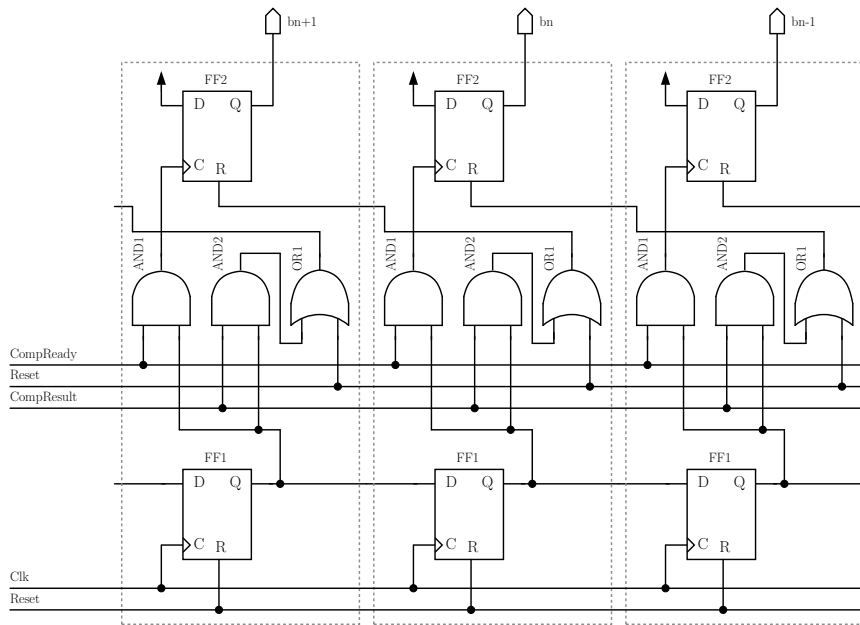 bn+1
bn
bn-1
FF2
FF2
FF2
D Q
D Q
D Q
C R
C R
C R
AND1
AND2
OR1
AND1
AND2
OR1
AND1
AND2
OR1
CompReady
Reset
CompResult
FF1
FF1
FF1
D Q
D Q
D Q
C R
C R
C R
Clk
Reset